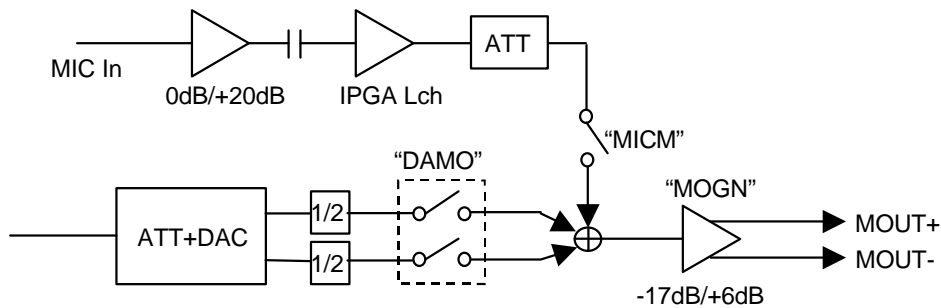 MIC In
0dB/+20dB
IPGA Lch
ATT
“MICM”
“DAMO”
ATT+DAC
1/2
1/2
“MOGN”
-17dB/+6dB
MOUT+
MOUT-